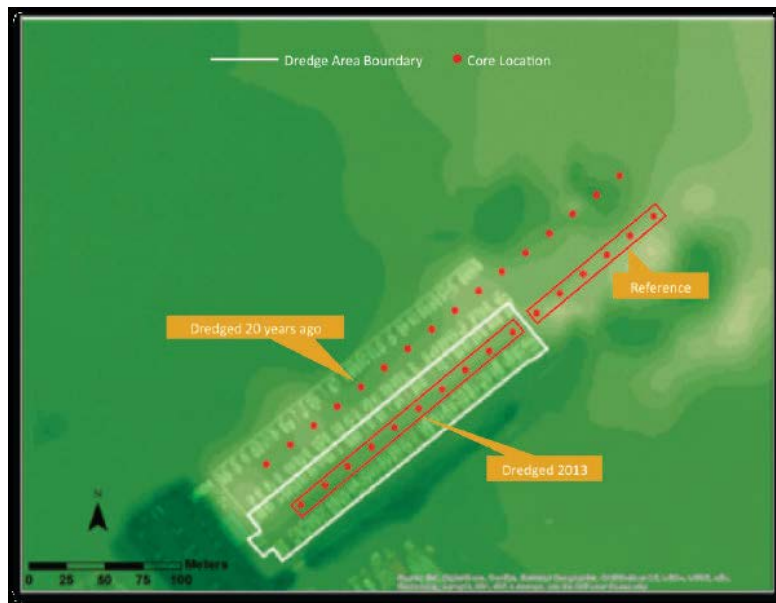 Dredge Area Boundary
Core Location
Reference
Dredged 20 years ago
Dredged 2013
N
Meters
0 25 50 75 100